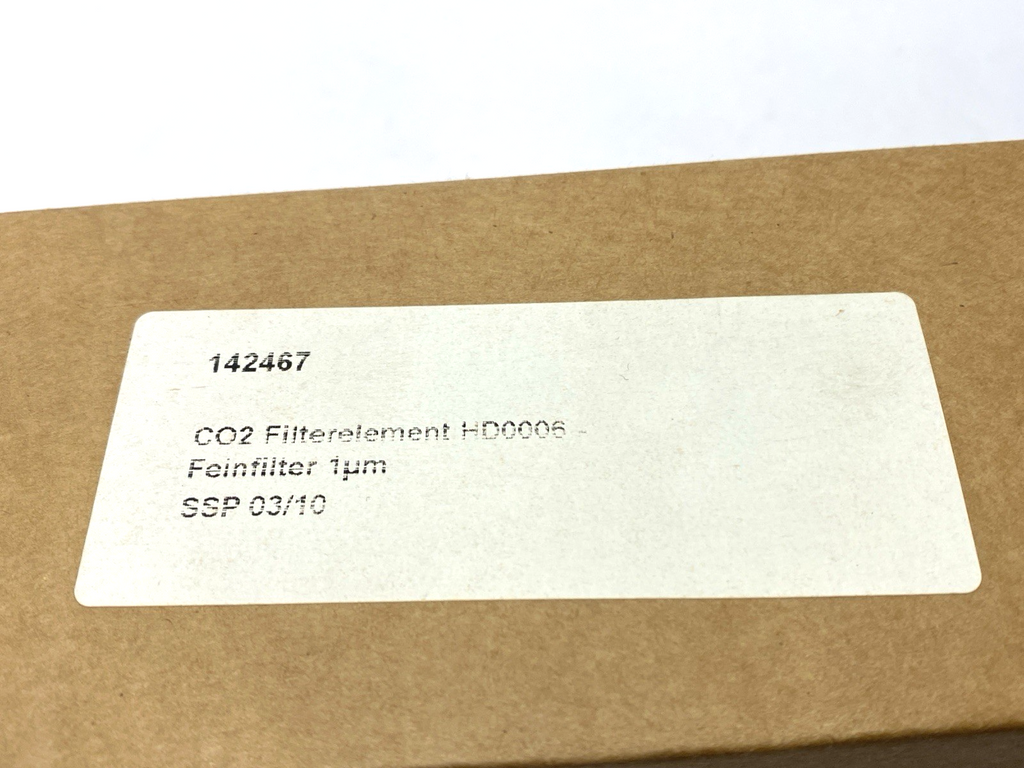 142467
CO2 Filterelement HD0006 -
Feinfilter 1µm
SSP 03/10